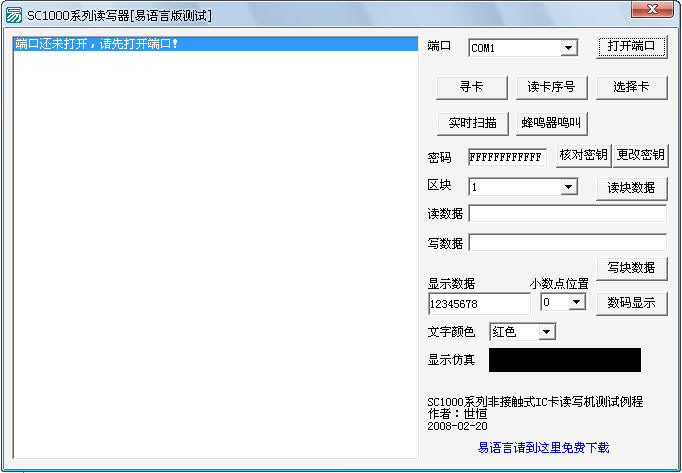 SC1000系列读写器[易语言版测试]
端口还未打开，请先打开端口！
端口 COM1 打开端口
寻卡 读卡序号 选择卡
实时扫描 蜂鸣器鸣叫
密码 FFFFFFFFFFFF 核对密钥 更改密钥
区块 1 读块数据
读数据
写数据
写块数据
显示数据 小数点位置
12345678 0 数码显示
文字颜色 红色
显示仿真
SC1000系列非接触式IC卡读写机测试例程
作者：世恒
2008-02-20
易语言请到这里免费下载